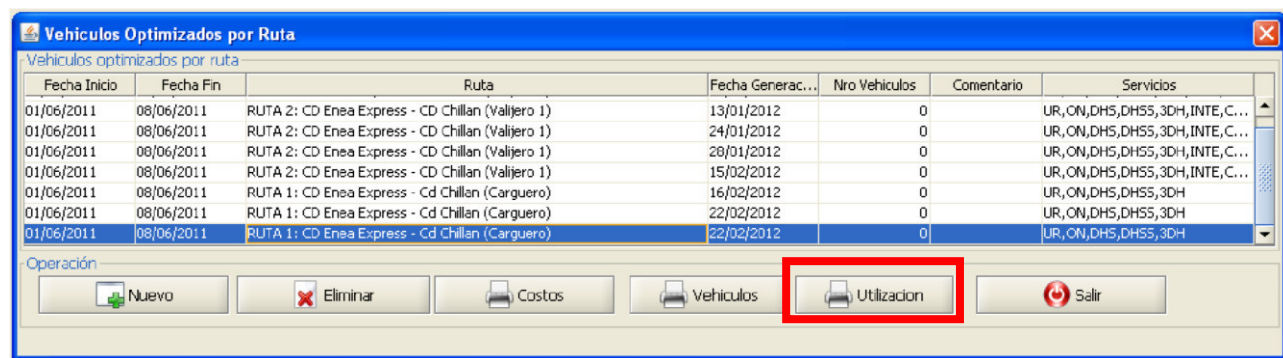 Vehiculos Optimizados por Ruta
Vehiculos optimizados por ruta
Fecha Inicio Fecha Fin Ruta Fecha Generac... Nro Vehiculos Comentario Servicios
01/06/2011 08/06/2011 RUTA 2: CD Enea Express - CD Chillan (Valijero 1) 13/01/2012 0 UR,ON,DHS,DHSS,3DH,INTE,C...
01/06/2011 08/06/2011 RUTA 2: CD Enea Express - CD Chillan (Valijero 1) 24/01/2012 0 UR,ON,DHS,DHSS,3DH,INTE,C...
01/06/2011 08/06/2011 RUTA 2: CD Enea Express - CD Chillan (Valijero 1) 28/01/2012 0 UR,ON,DHS,DHSS,3DH,INTE,C...
01/06/2011 08/06/2011 RUTA 2: CD Enea Express - CD Chillan (Valijero 1) 15/02/2012 0 UR,ON,DHS,DHSS,3DH,INTE,C...
01/06/2011 08/06/2011 RUTA 1: CD Enea Express - Cd Chillan (Carguero) 16/02/2012 0 UR,ON,DHS,DHSS,3DH
01/06/2011 08/06/2011 RUTA 1: CD Enea Express - Cd Chillan (Carguero) 22/02/2012 0 UR,ON,DHS,DHSS,3DH
01/06/2011 08/06/2011 RUTA 1: CD Enea Express - Cd Chillan (Carguero) 22/02/2012 0 UR,ON,DHS,DHSS,3DH
Operación
Nuevo Eliminar Costos Vehiculos Utilizacion Salir